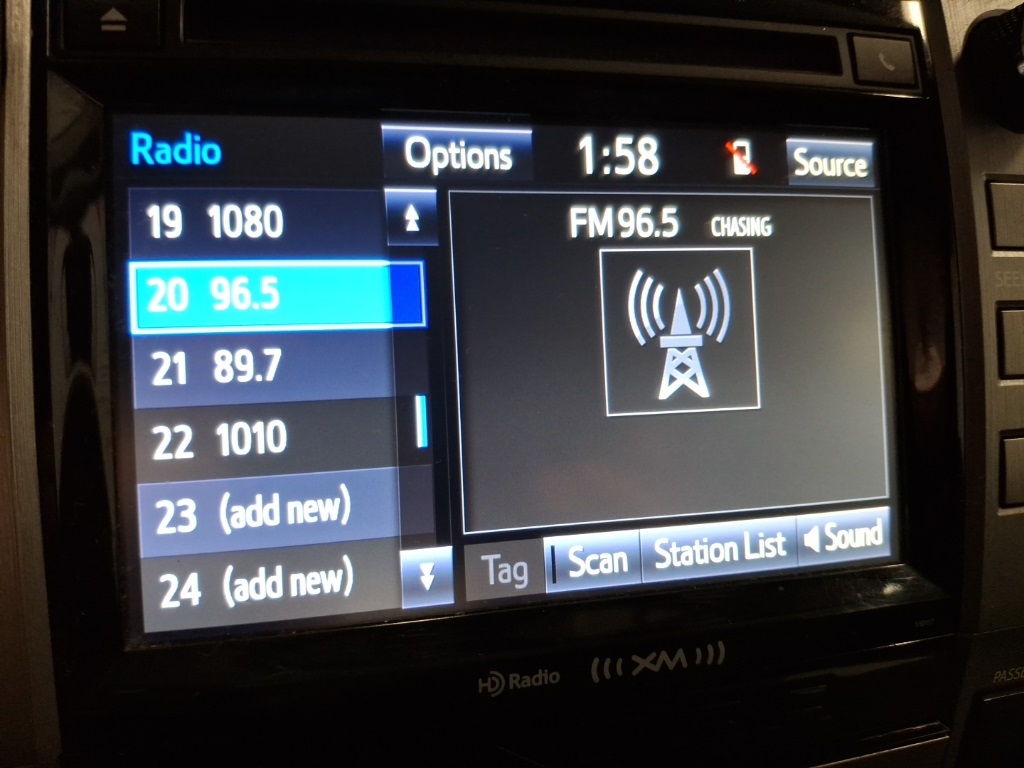 Radio Options 1:58 Source
19 1080
FM 96.5 CHASING
20 96.5
21 89.7
22 1010
23 (add new)
24 (add new)
Tag Scan Station List Sound
HD Radio XM